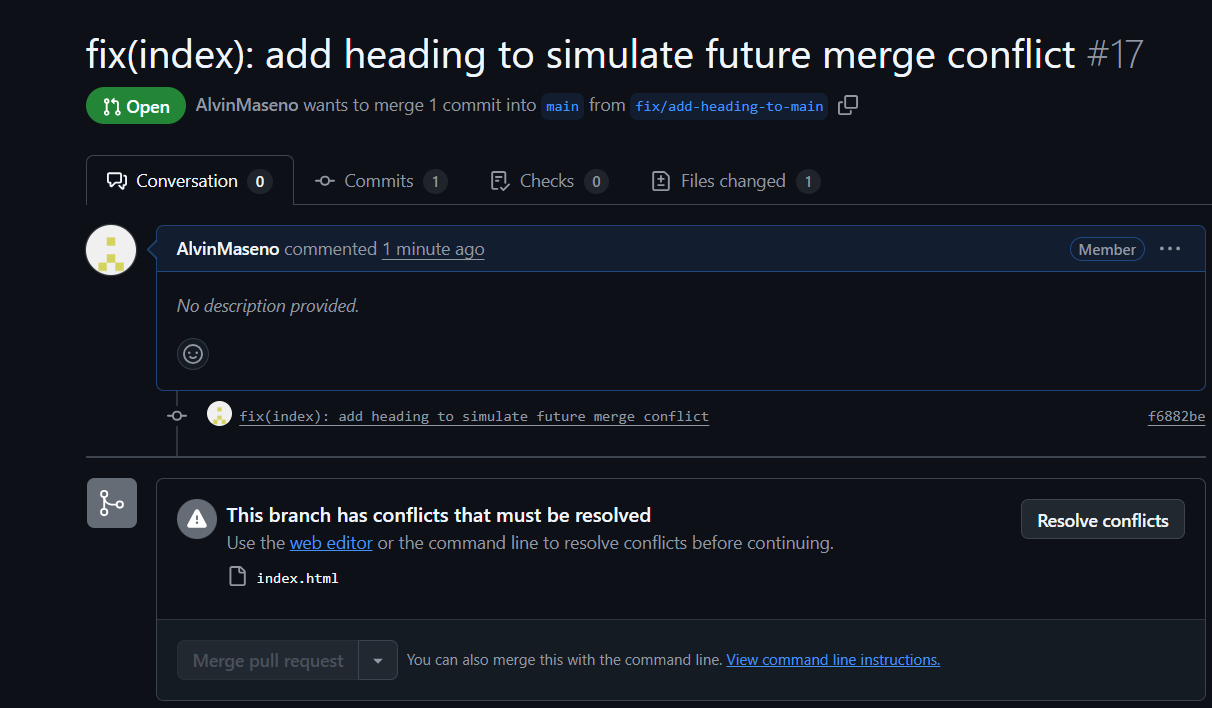 fix(index): add heading to simulate future merge conflict #17
Open AlvinMaseno wants to merge 1 commit into main from fix/add-heading-to-main
Conversation 0 Commits 1 Checks 0 Files changed 1
AlvinMaseno commented 1 minute ago Member
No description provided.
fix(index): add heading to simulate future merge conflict f6882be
This branch has conflicts that must be resolved Resolve conflicts
Use the web editor or the command line to resolve conflicts before continuing.
index.html
Merge pull request You can also merge this with the command line. View command line instructions.